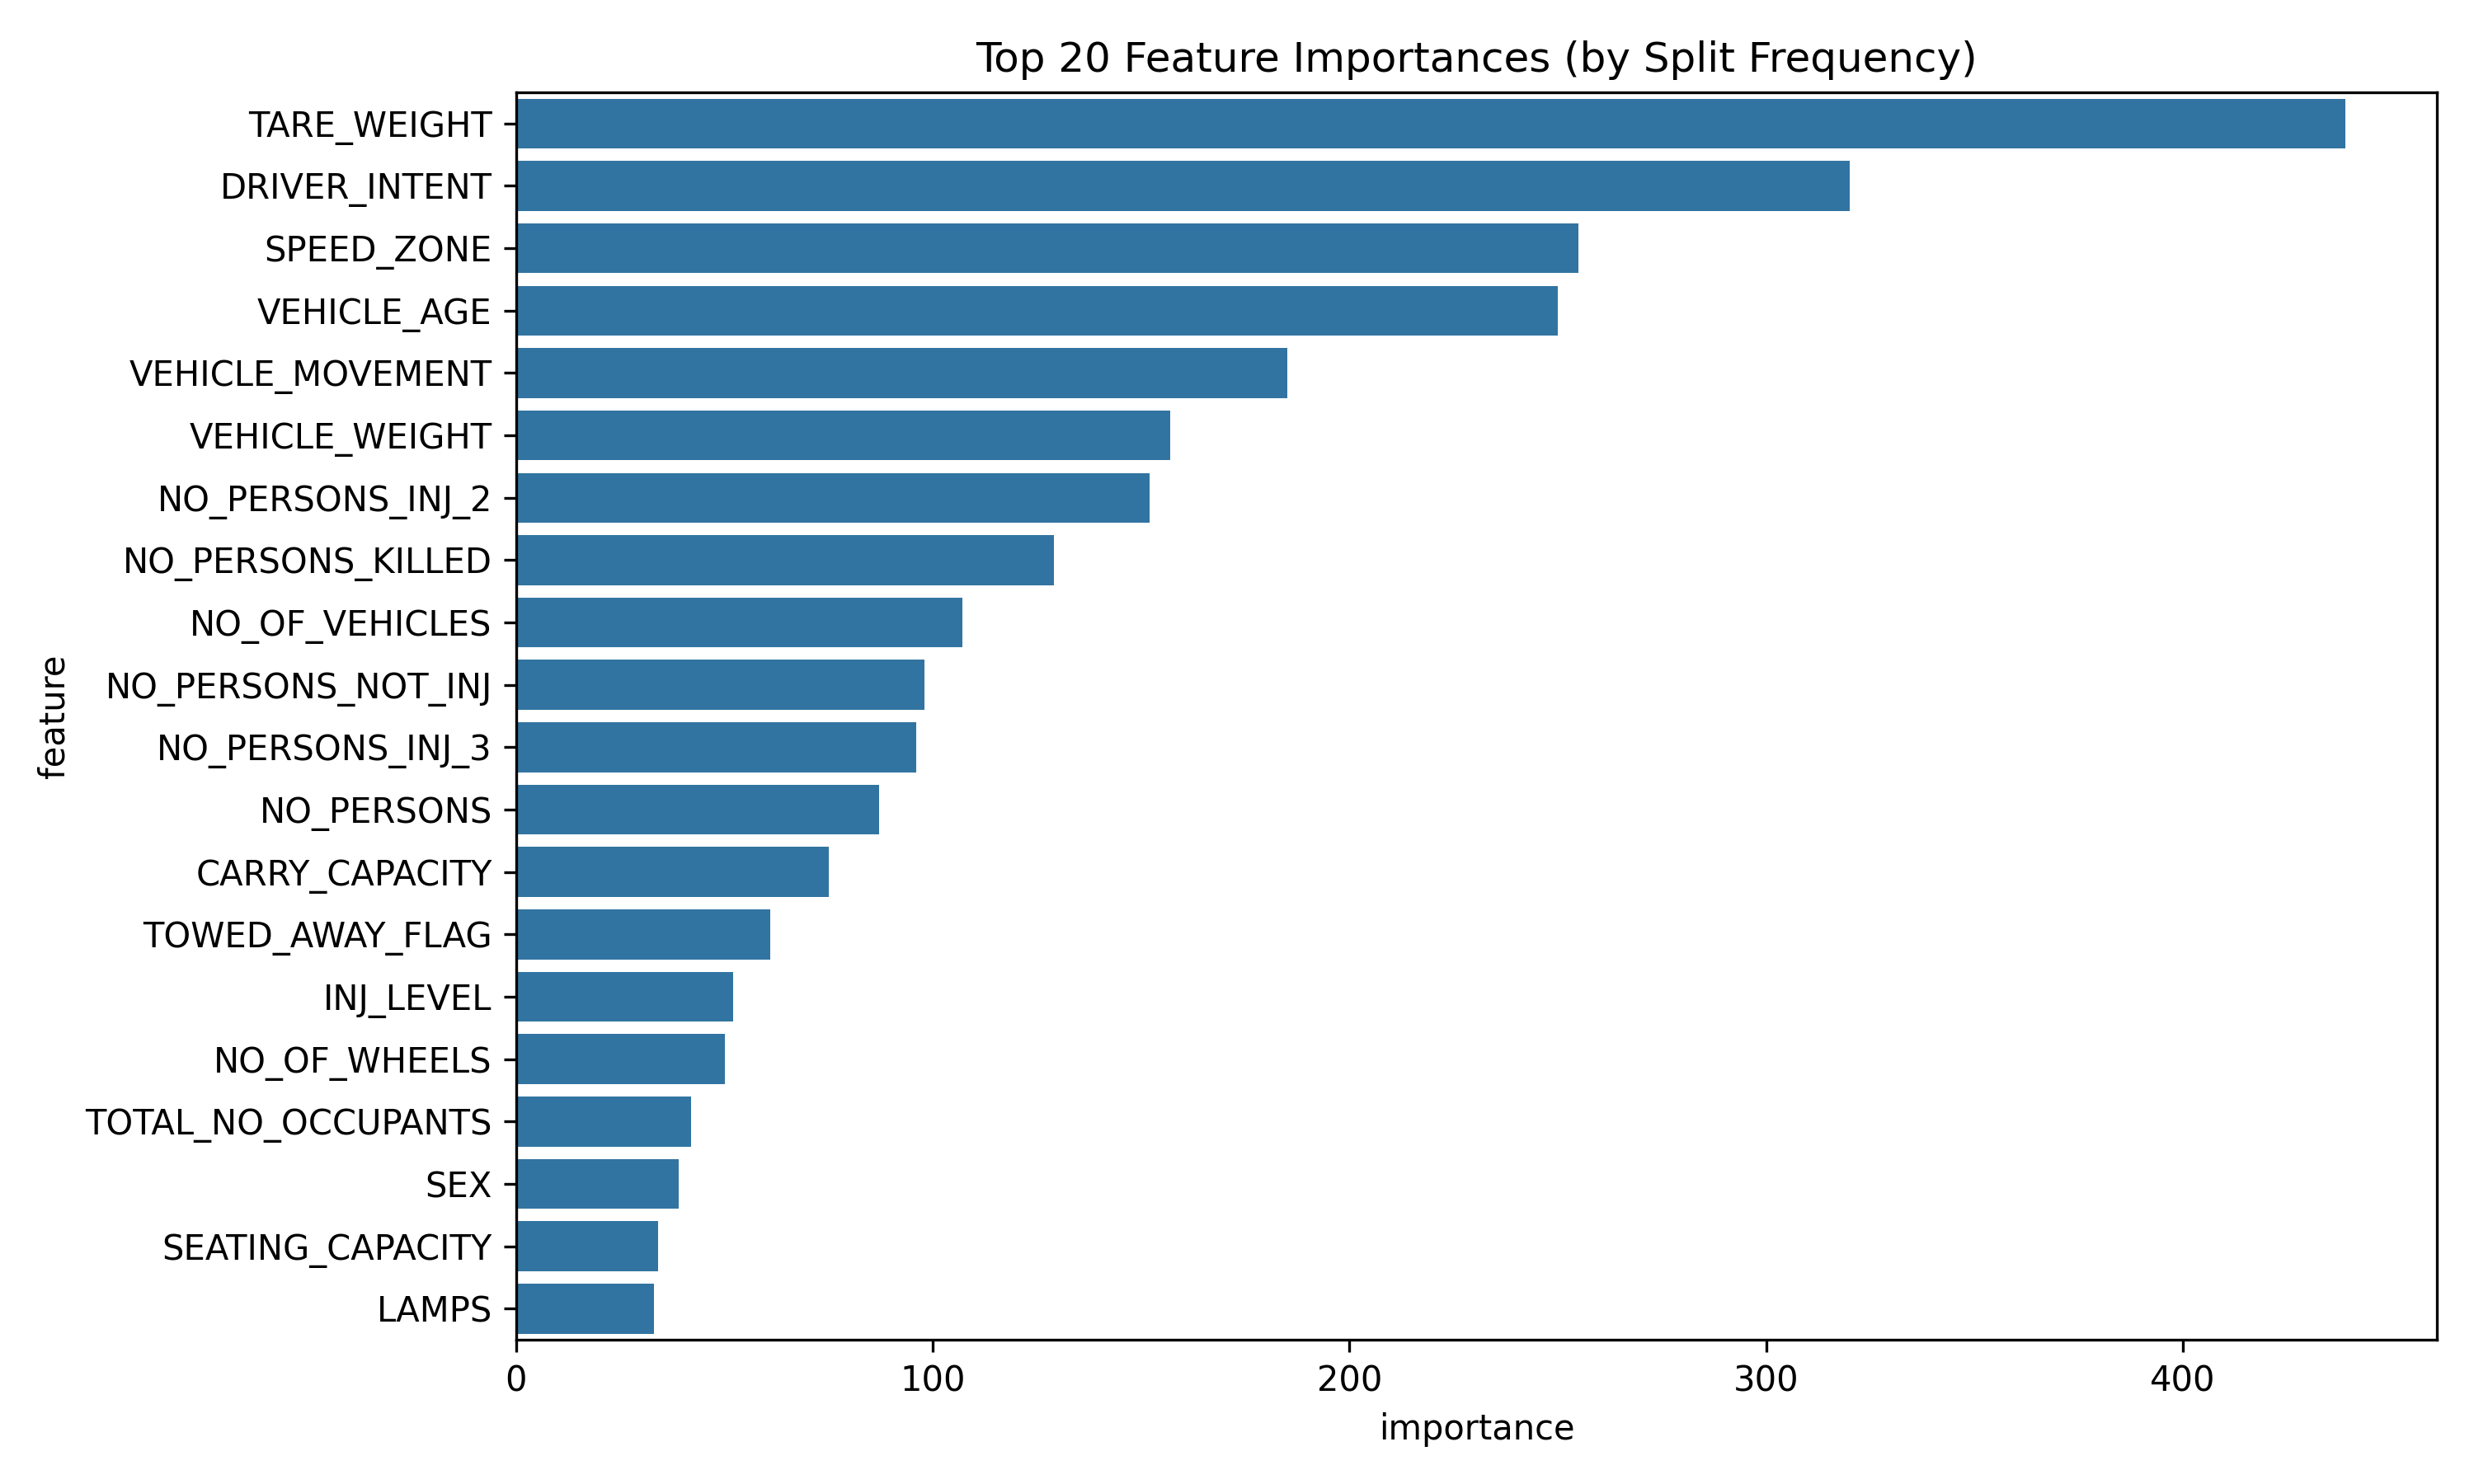 Top 20 Feature Importances (by Split Frequency)
TARE_WEIGHT
DRIVER_INTENT
SPEED_ZONE
VEHICLE_AGE
VEHICLE_MOVEMENT
VEHICLE_WEIGHT
NO_PERSONS_INJ_2
NO_PERSONS_KILLED
NO_OF_VEHICLES
NO_PERSONS_NOT_INJ
NO_PERSONS_INJ_3
NO_PERSONS
CARRY_CAPACITY
TOWED_AWAY_FLAG
INJ_LEVEL
NO_OF_WHEELS
TOTAL_NO_OCCUPANTS
SEX
SEATING_CAPACITY
LAMPS
feature
0 100 200 300 400
importance